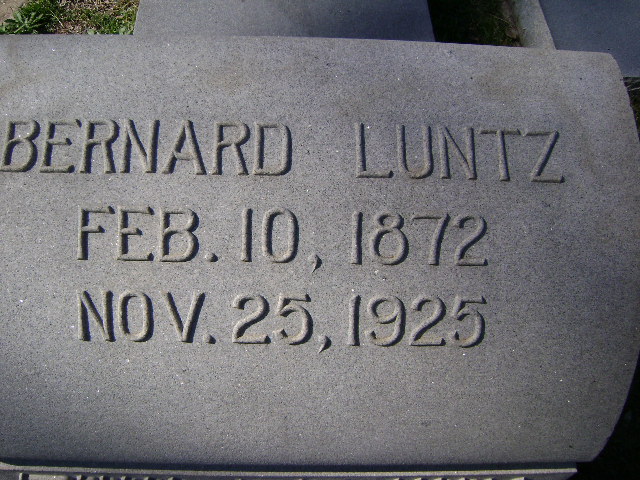 BERNARD LUNTZ
FEB. 10, 1872
NOV. 25, 1925